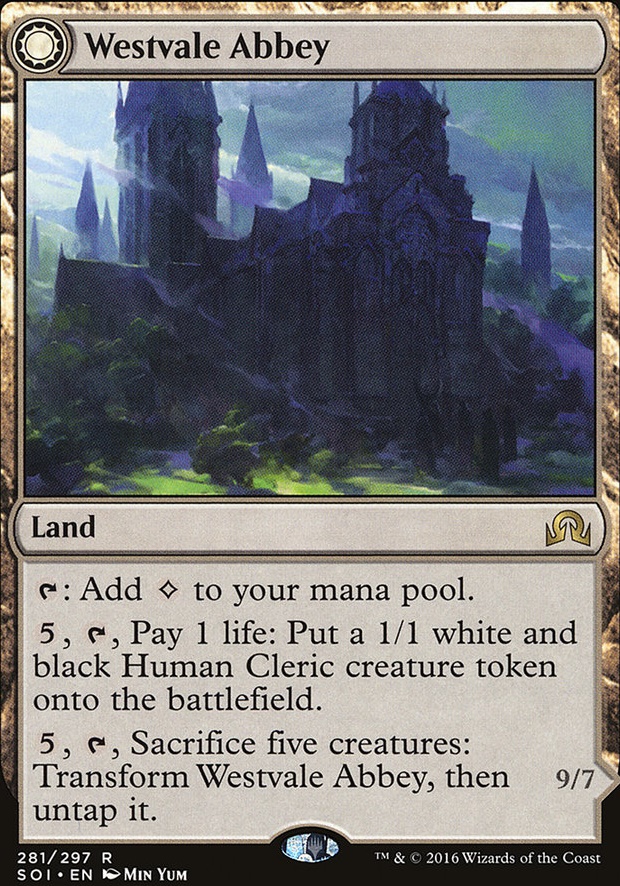 Westvale Abbey
Land
: Add to your mana pool.
5, , Pay 1 life: Put a 1/1 white and
black Human Cleric creature token
onto the battlefield.
5, , Sacrifice five creatures:
Transform Westvale Abbey, then
untap it.
9/7
281/297 R
SOI • EN Min Yum
™ & © 2016 Wizards of the Coast